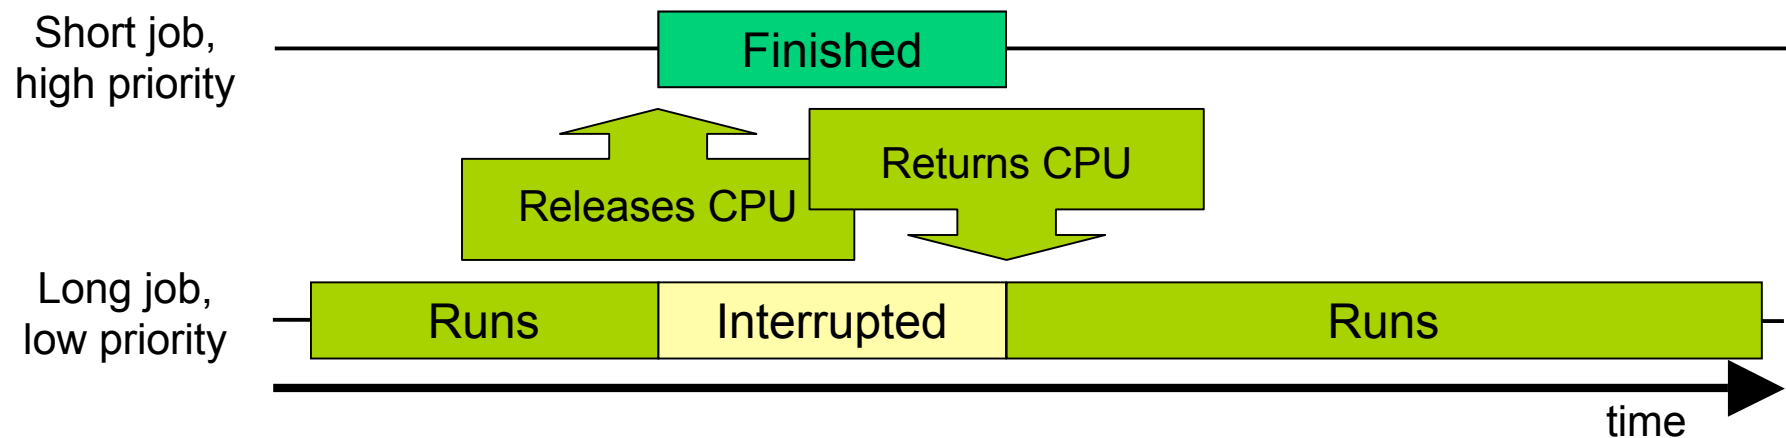 Short job,
high priority
Finished
Releases CPU
Returns CPU
Long job,
low priority
Runs
Interrupted
Runs
time